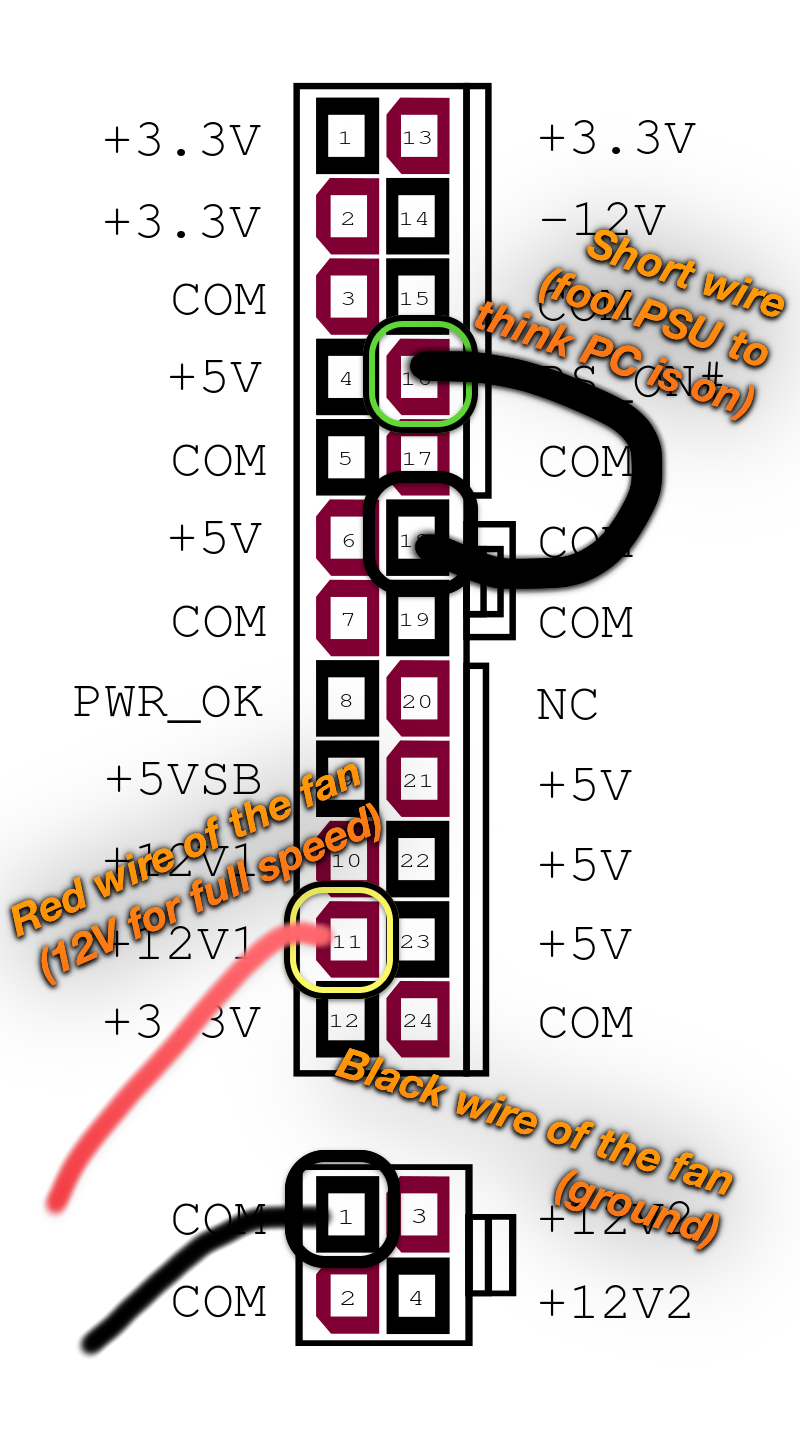 +3.3V 1 13 +3.3V
+3.3V 2 14 -12V
Short wire
(fool PSU to
think PC is on)
COM 3 15 COM
+5V 4 16 PS_ON#
COM 5 17 COM
+5V 6 18 COM
COM 7 19 COM
PWR_OK 8 20 NC
+5VSB 9 21 +5V
Red wire of the fan
(12V for full speed)
+12V1 10 22 +5V
+12V1 11 23 +5V
+3.3V 12 24 COM
Black wire of the fan
(ground)
COM 1 3 +12V2
COM 2 4 +12V2